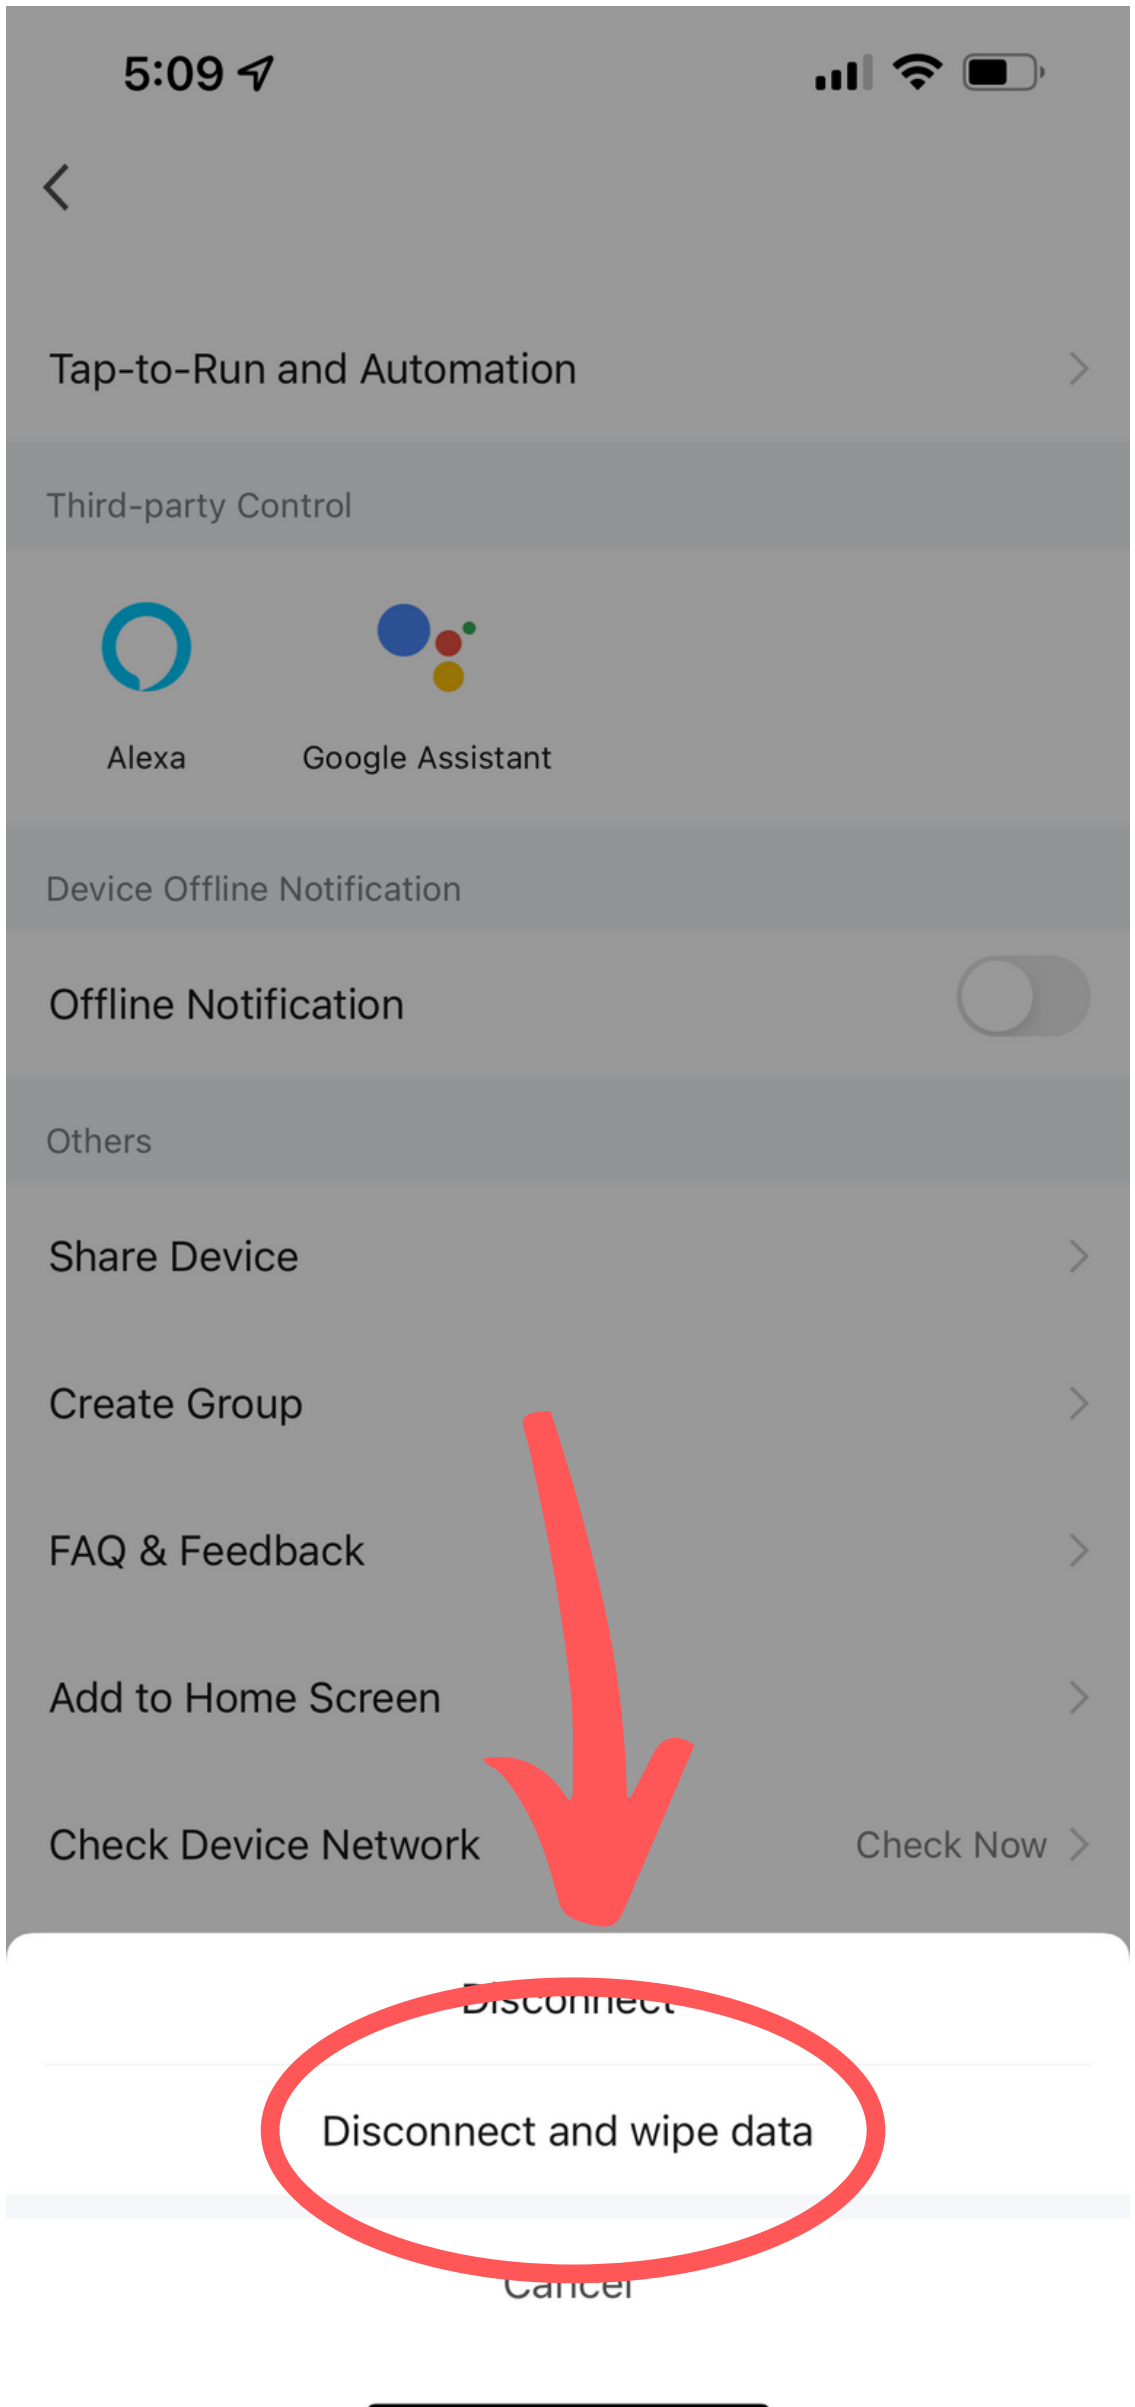 5:09
Tap-to-Run and Automation
Third-party Control
Alexa
Google Assistant
Device Offline Notification
Offline Notification
Others
Share Device
Create Group
FAQ & Feedback
Add to Home Screen
Check Device Network Check Now
Disconnect
Disconnect and wipe data
Cancel